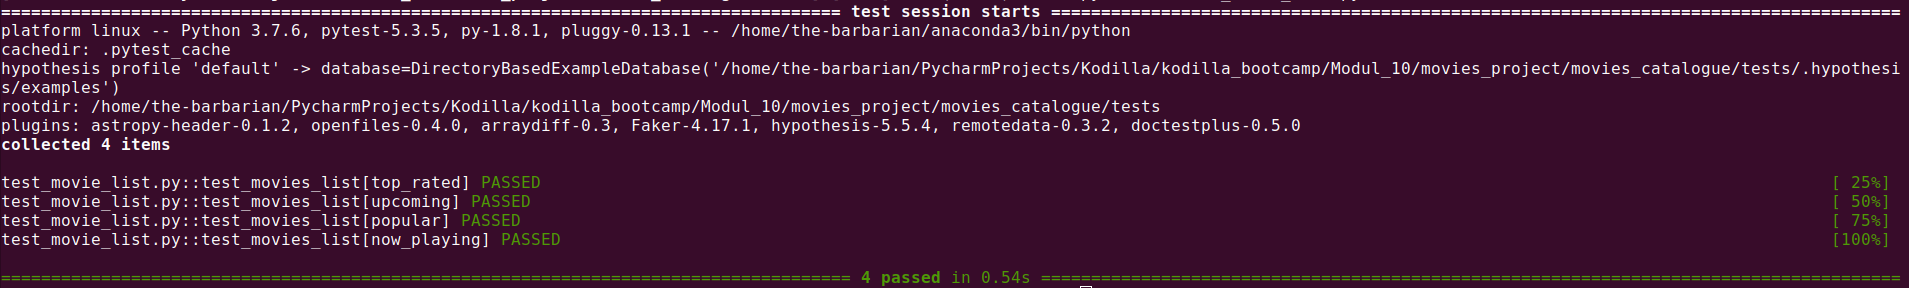 ============================ test session starts ============================
platform linux -- Python 3.7.6, pytest-5.3.5, py-1.8.1, pluggy-0.13.1 -- /home/the-barbarian/anaconda3/bin/python
cachedir: .pytest_cache
hypothesis profile 'default' -> database=DirectoryBasedExampleDatabase('/home/the-barbarian/PycharmProjects/Kodilla/kodilla_bootcamp/Modul_10/movies_project/movies_catalogue/tests/.hypothesi
s/examples')
rootdir: /home/the-barbarian/PycharmProjects/Kodilla/kodilla_bootcamp/Modul_10/movies_project/movies_catalogue/tests
plugins: astropy-header-0.1.2, openfiles-0.4.0, arraydiff-0.3, Faker-4.17.1, hypothesis-5.5.4, remotedata-0.3.2, doctestplus-0.5.0
collected 4 items
test_movie_list.py::test_movies_list[top_rated] PASSED [ 25%]
test_movie_list.py::test_movies_list[upcoming] PASSED [ 50%]
test_movie_list.py::test_movies_list[popular] PASSED [ 75%]
test_movie_list.py::test_movies_list[now_playing] PASSED [100%]
============================ 4 passed in 0.54s ============================